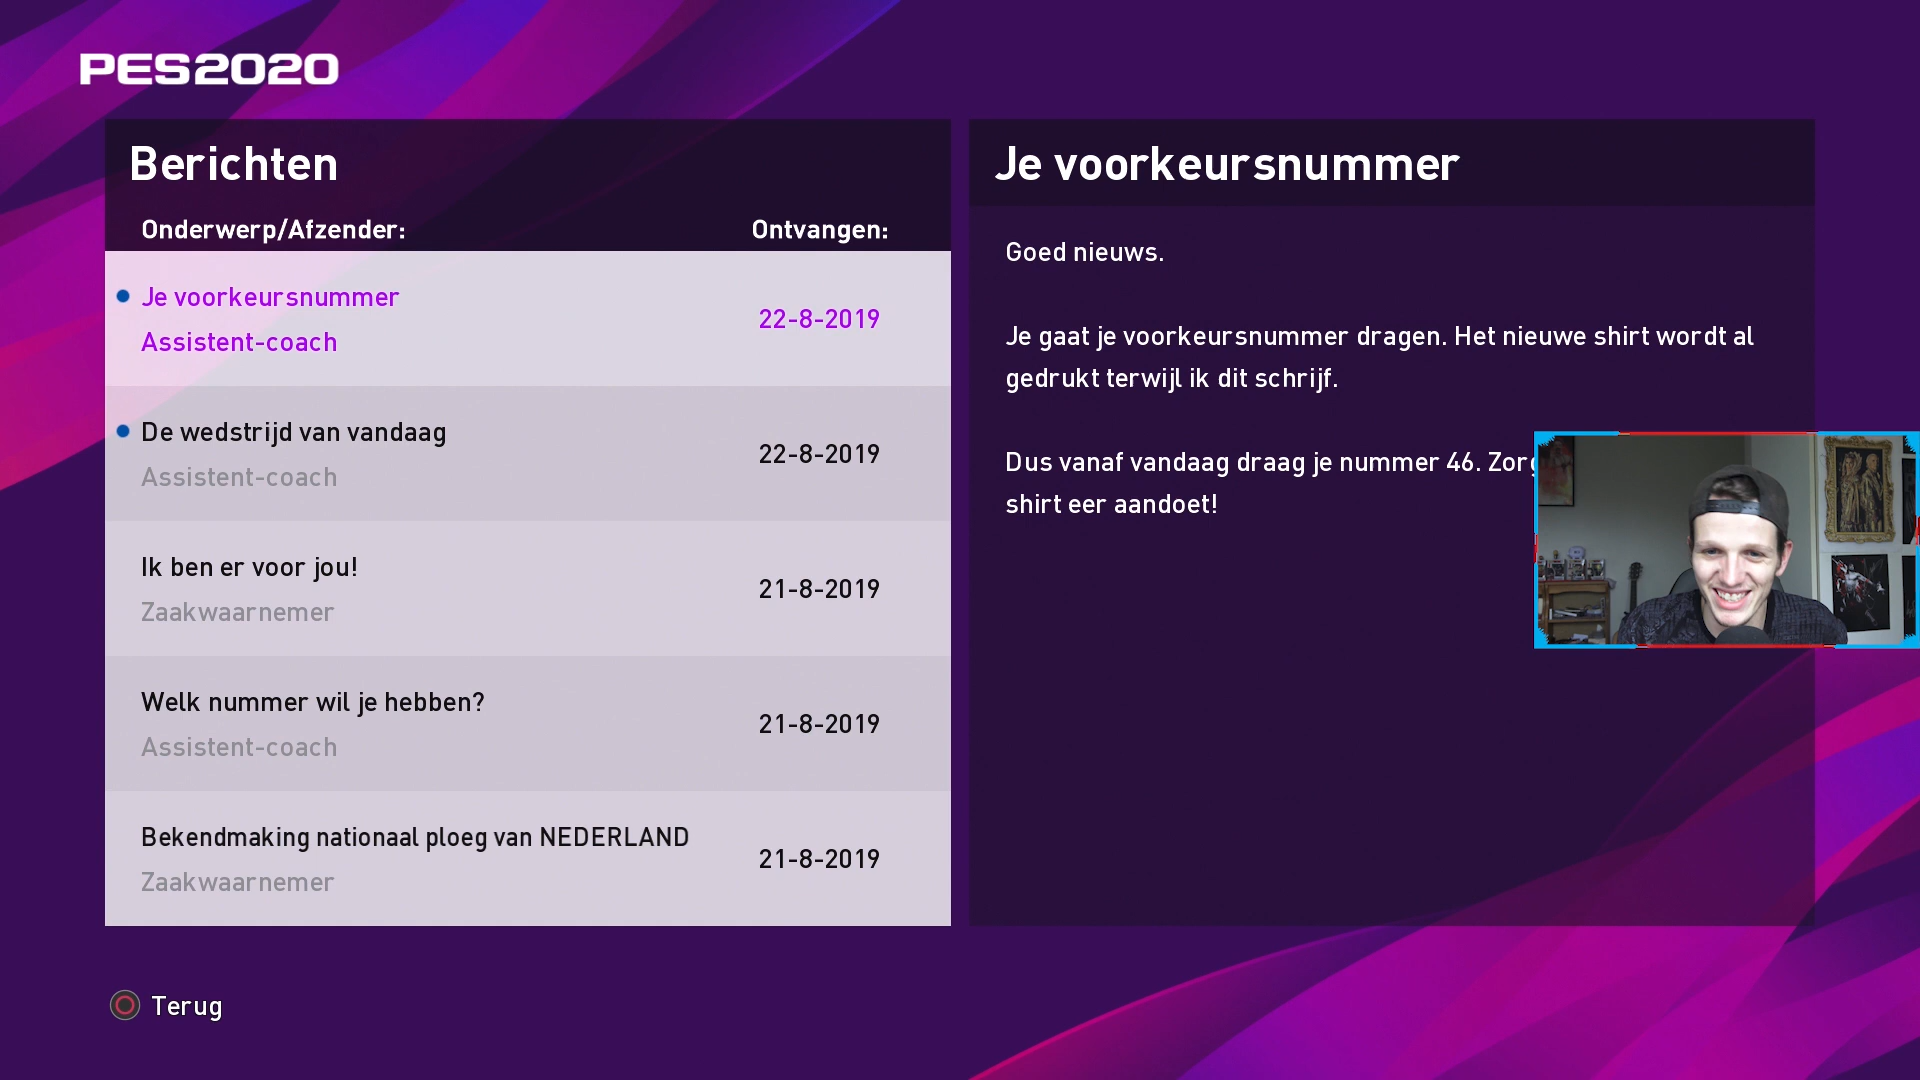 PES2020
Berichten
Onderwerp/Afzender:
Ontvangen:
Je voorkeursnummer
Assistent-coach
22-8-2019
De wedstrijd van vandaag
Assistent-coach
22-8-2019
Ik ben er voor jou!
Zaakwaarnemer
21-8-2019
Welk nummer wil je hebben?
Assistent-coach
21-8-2019
Bekendmaking nationaal ploeg van NEDERLAND
Zaakwaarnemer
21-8-2019
Je voorkeursnummer
Goed nieuws.
Je gaat je voorkeursnummer dragen. Het nieuwe shirt wordt al
gedrukt terwijl ik dit schrijf.
Dus vanaf vandaag draag je nummer 46.
shirt eer aandoet!
Terug